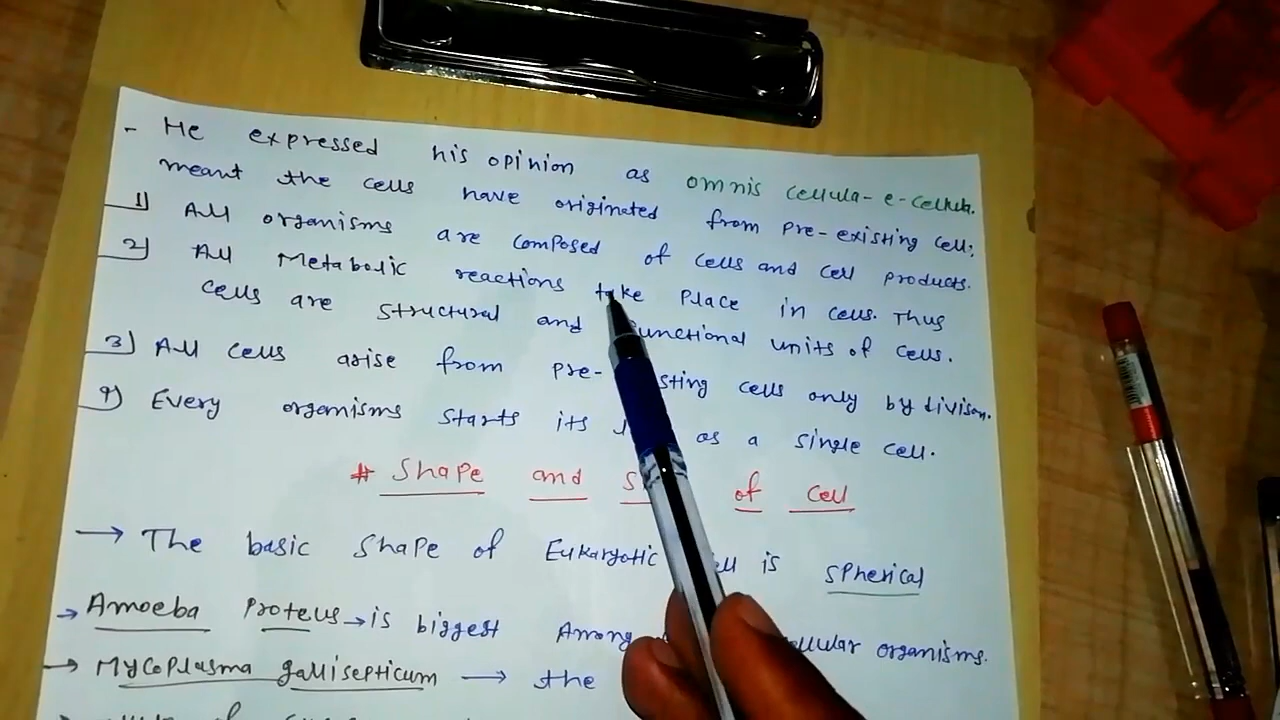 - He expressed his opinion as omnis cellula-e-cellula.
meant the cells have originated from pre-existing cell;
1) All organisms are composed of cells and cell products.
2) All Metabolic reactions take place in cells. Thus
cells are structural and functional units of cells.
3) All cells arise from pre- sting cells only by divison.
4) Every orgenisms starts its as a single cell.
# Shape and of cell
→ The basic shape of Eukaryotic is spherical
→ Amoeba Proteus → is biggest Among organisms.
→ Mycoplasma gallisepticum → the